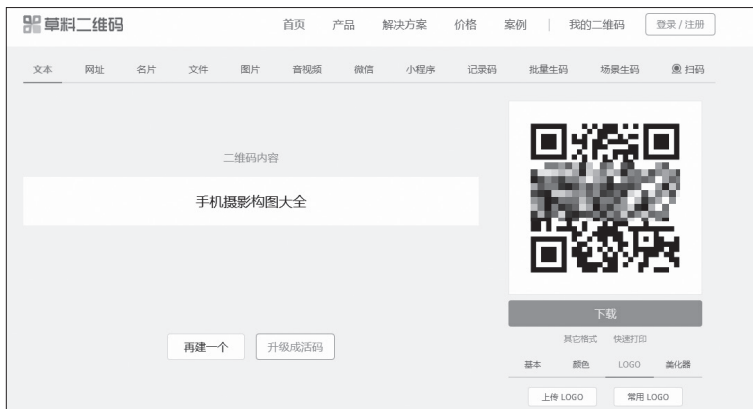 草料二维码 首页 产品 解决方案 价格 案例 | 我的二维码 登录 / 注册
文本 网址 名片 文件 图片 音视频 微信 小程序 记录码 批量生码 场景生码 扫码
二维码内容
手机摄影构图大全
下载
其它格式 快速打印
再建一个 升级成活码
基本 颜色 LOGO 美化器
上传 LOGO 常用 LOGO